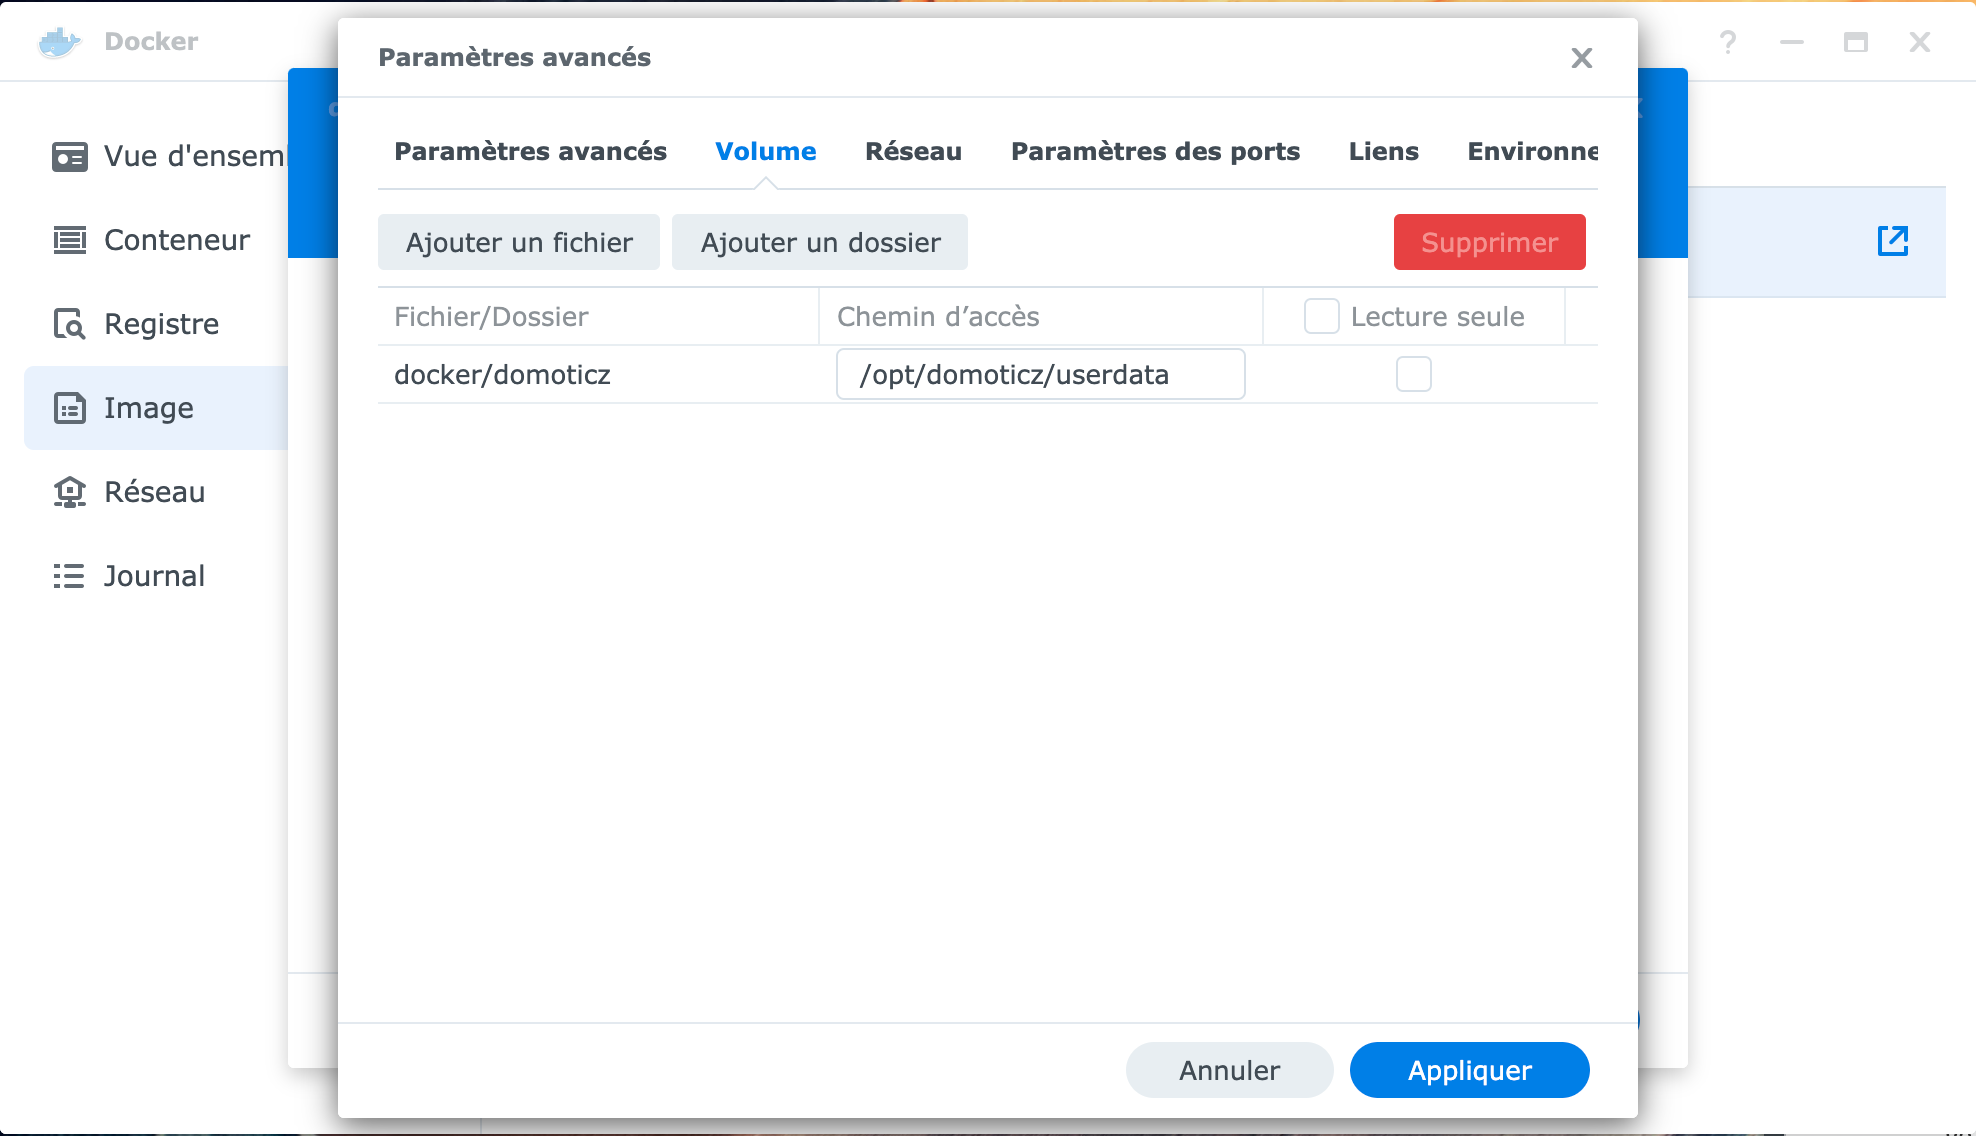 Docker
Paramètres avancés
Vue d'ensem
Conteneur
Registre
Image
Réseau
Journal
Paramètres avancés Volume Réseau Paramètres des ports Liens Environne
Ajouter un fichier Ajouter un dossier Supprimer
Fichier/Dossier Chemin d’accès Lecture seule
docker/domoticz /opt/domoticz/userdata
Annuler Appliquer